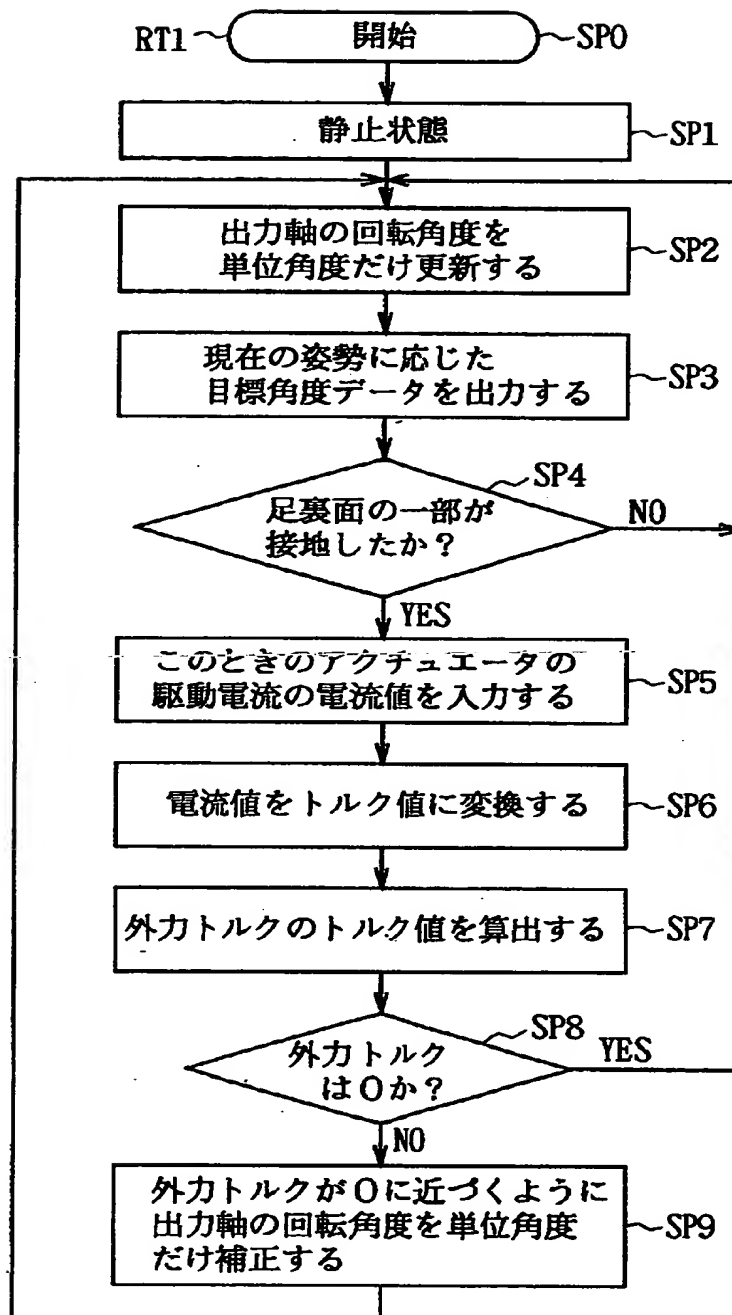 RT1
開始
SP0
静止状態
SP1
出力軸の回転角度を
単位角度だけ更新する
SP2
現在の姿勢に応じた
目標角度データを出力する
SP3
SP4
足裏面の一部が
接地したか？
NO
YES
このときのアクチュエータの
駆動電流の電流値を入力する
SP5
電流値をトルク値に変換する
SP6
外力トルクのトルク値を算出する
SP7
SP8
外力トルク
は0か？
YES
NO
外力トルクが0に近づくように
出力軸の回転角度を単位角度
だけ補正する
SP9